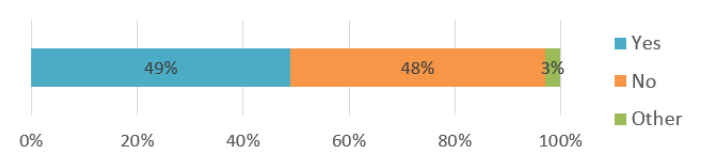 49% 48% 3%
0% 20% 40% 60% 80% 100%
Yes
No
Other